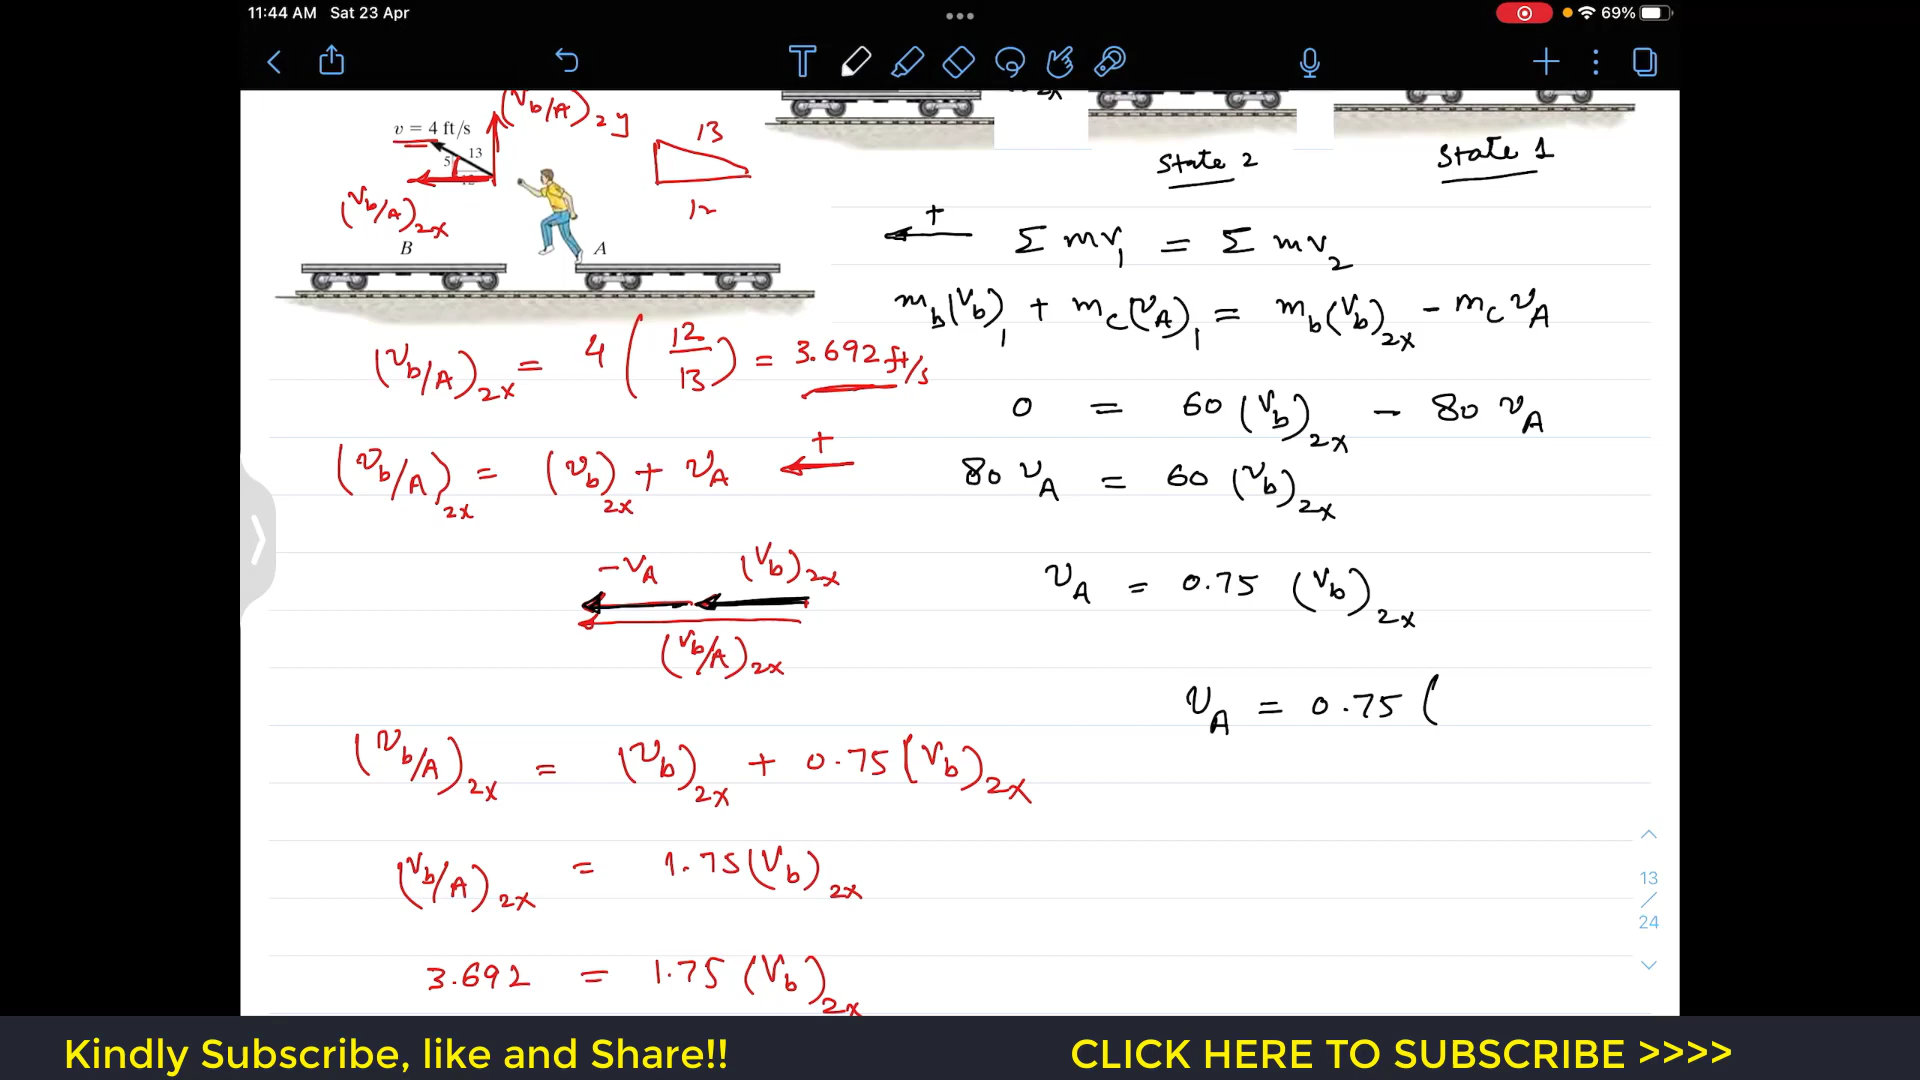 11:44 AM Sat 23 Apr
69%
(Vb/A)2y
v = 4 ft/s
13
5
12
(Vb/A)2x
B
A
13
12
State 2
State 1
+
Σ mv1 = Σ mv2
mb(Vb)1 + mC(vA)1 = mb(Vb)2x - mC vA
(vb/A)2x = 4 (12/13) = 3.692 ft/s
0 = 60 (Vb)2x - 80 vA
(vb/A)2x = (vb)2x + vA
+
80 vA = 60 (vb)2x
-vA (Vb)2x
(Vb/A)2x
vA = 0.75 (Vb)2x
vA = 0.75 (
(vb/A)2x = (vb)2x + 0.75 (Vb)2x
(Vb/A)2x = 1.75 (Vb)2x
3.692 = 1.75 (Vb)2x
13
/
24
Kindly Subscribe, like and Share!!
CLICK HERE TO SUBSCRIBE >>>>